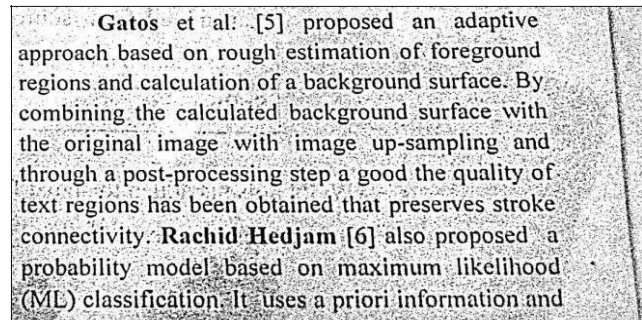 Gatos et al. [5] proposed an adaptive
approach based on rough estimation of foreground
regions and calculation of a background surface. By
combining the calculated background surface with
the original image with image up-sampling and
through a post-processing step a good the quality of
text regions has been obtained that preserves stroke
connectivity. Rachid Hedjam [6] also proposed a
probability model based on maximum likelihood
(ML) classification. It uses a priori information and